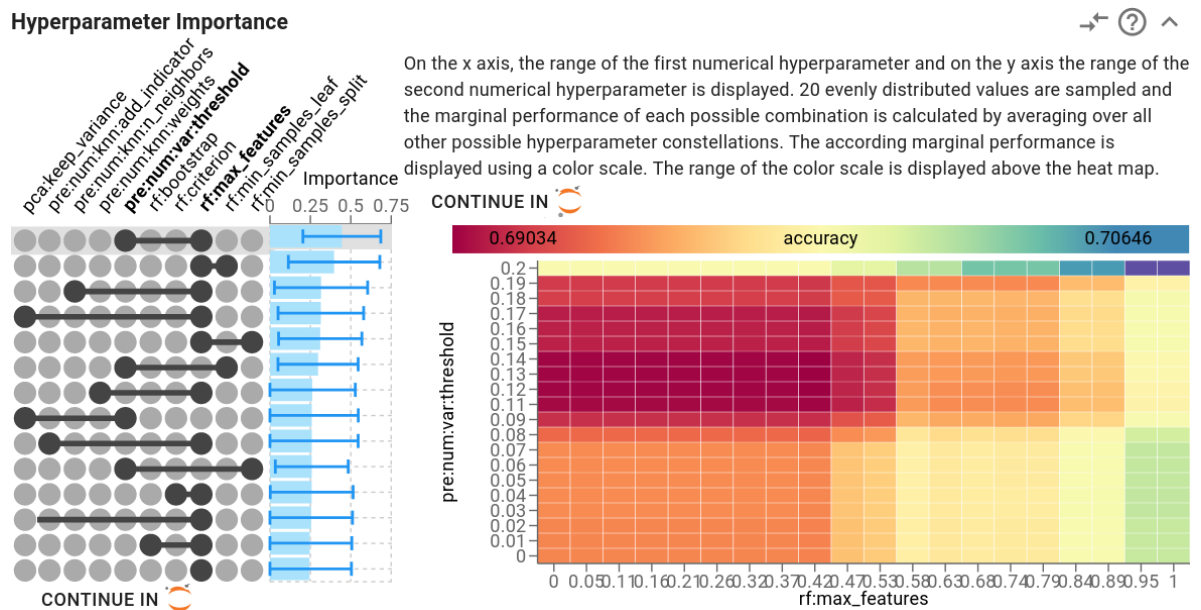 Hyperparameter Importance
pca:keep_variance
pre:num:knn:add_indicator
pre:num:knn:n_neighbors
pre:num:knn:weights
pre:num:var:threshold
rf:bootstrap
rf:criterion
rf:max_features
rf:min_samples_leaf
rf:min_samples_split
Importance
0 0.25 0.5 0.75
CONTINUE IN
On the x axis, the range of the first numerical hyperparameter and on the y axis the range of the
second numerical hyperparameter is displayed. 20 evenly distributed values are sampled and
the marginal performance of each possible combination is calculated by averaging over all
other possible hyperparameter constellations. The according marginal performance is
displayed using a color scale. The range of the color scale is displayed above the heat map.
CONTINUE IN
0.69034 accuracy 0.70646
pre:num:var:threshold
0.2
0.19
0.18
0.17
0.16
0.15
0.14
0.13
0.12
0.11
0.09
0.08
0.07
0.06
0.05
0.04
0.03
0.02
0.01
0
0 0.05 0.11 0.16 0.21 0.26 0.32 0.37 0.42 0.47 0.53 0.58 0.63 0.68 0.74 0.79 0.84 0.89 0.95 1
rf:max_features